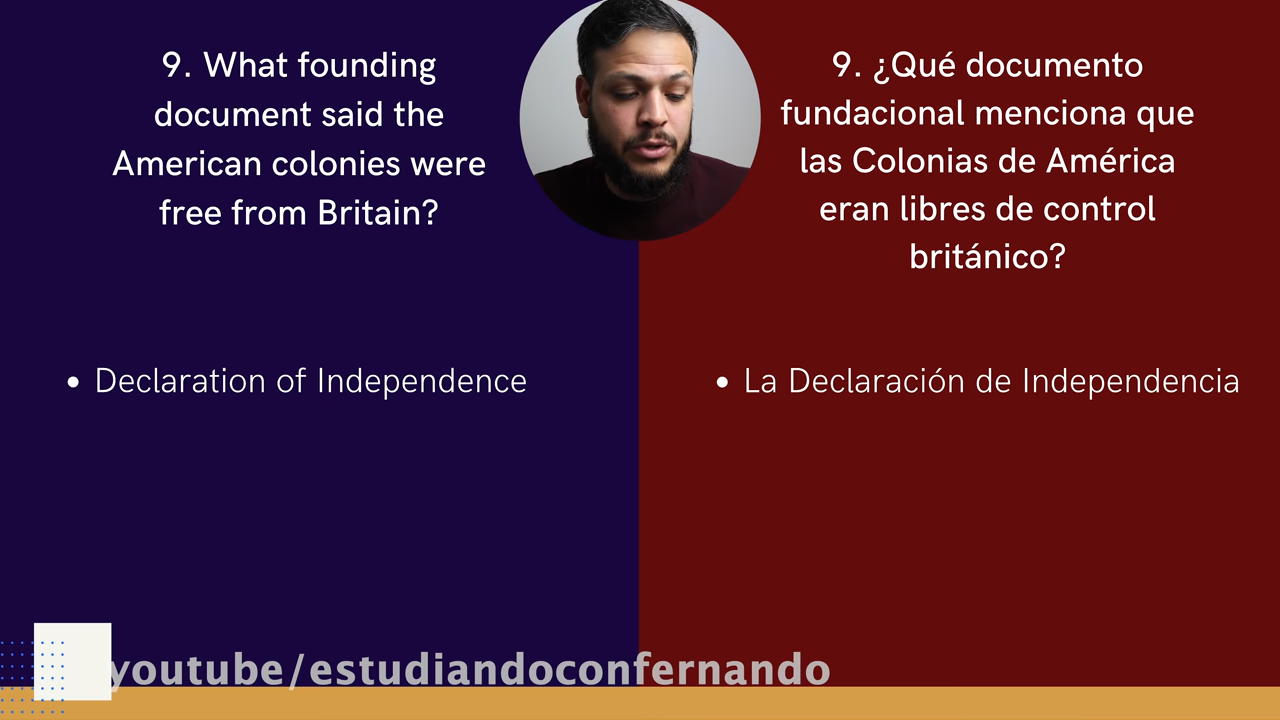 9. What founding
document said the
American colonies were
free from Britain?
• Declaration of Independence
9. ¿Qué documento
fundacional menciona que
las Colonias de América
eran libres de control
británico?
• La Declaración de Independencia
youtube/estudiandoconfernando